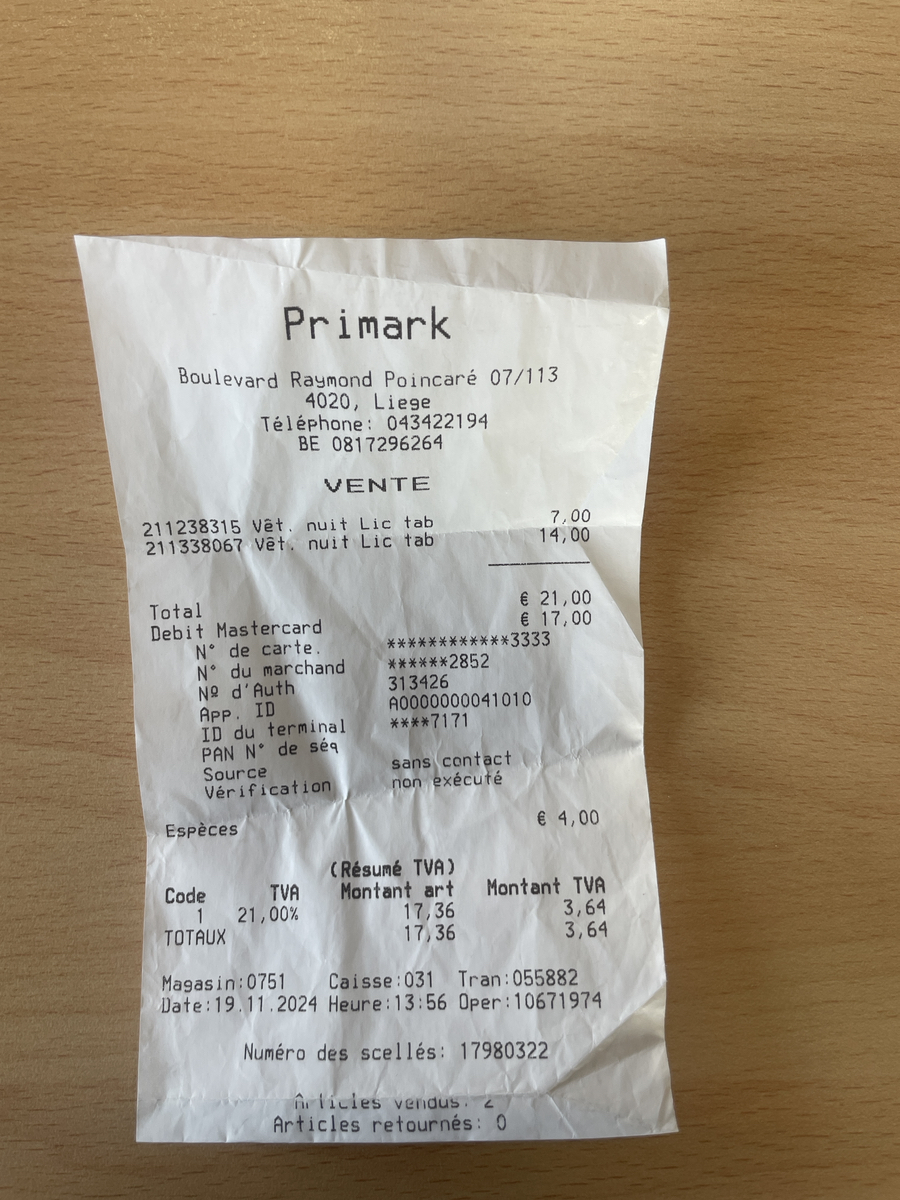 Primark
Boulevard Raymond Poincaré 07/113
4020, Liege
Téléphone: 043422194
BE 0817296264
VENTE
211238315 Vêt. nuit Lic tab 7,00
211338067 Vêt. nuit Lic tab 14,00
Total € 21,00
Debit Mastercard € 17,00
N° de carte. ************3333
N° du marchand ******2852
Nº d'Auth 313426
App. ID A0000000041010
ID du terminal ****7171
PAN N° de séq
Source sans contact
Vérification non exécuté
Espèces € 4,00
(Résumé TVA)
Code TVA Montant art Montant TVA
1 21,00% 17,36 3,64
TOTAUX 17,36 3,64
Magasin:0751 Caisse:031 Tran:055882
Date:19.11.2024 Heure:13:56 Oper:10671974
Numéro des scellés: 17980322
Articles vendus: 2
Articles retournés: 0